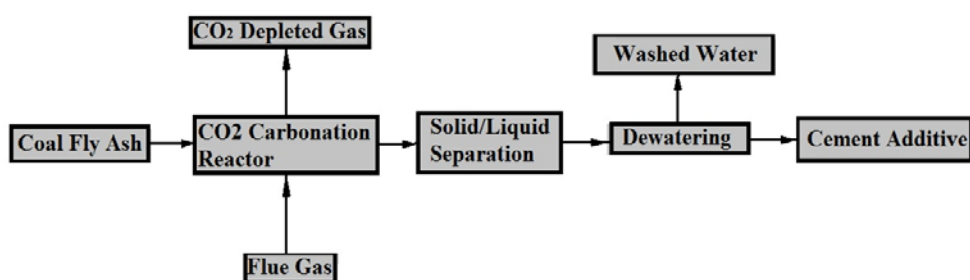 CO₂ Depleted Gas
Washed Water
Coal Fly Ash
CO2 Carbonation
Reactor
Solid/Liquid
Separation
Dewatering
Cement Additive
Flue Gas